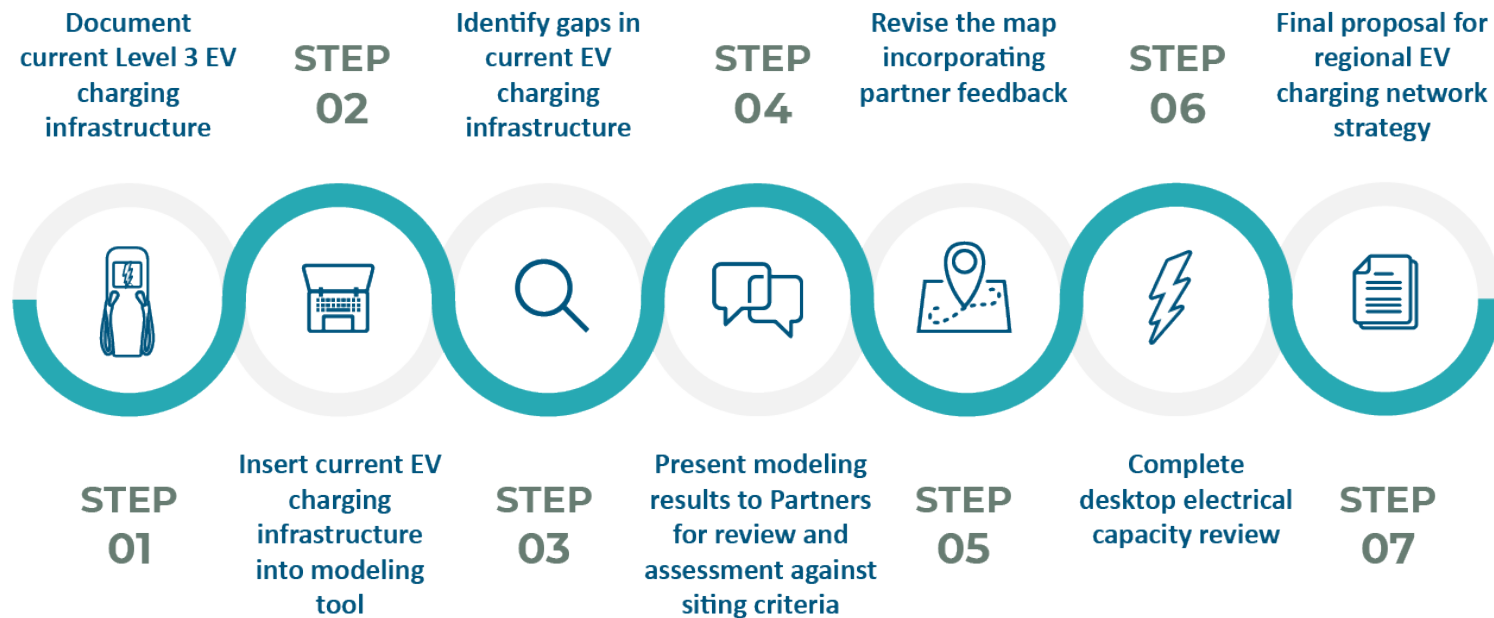 Document
current Level 3 EV
charging
infrastructure
STEP
01
STEP
02
Insert current EV
charging
infrastructure
into modeling
tool
Identify gaps in
current EV
charging
infrastructure
STEP
03
STEP
04
Present modeling
results to Partners
for review and
assessment against
siting criteria
Revise the map
incorporating
partner feedback
STEP
05
STEP
06
Complete
desktop electrical
capacity review
Final proposal for
regional EV
charging network
strategy
STEP
07